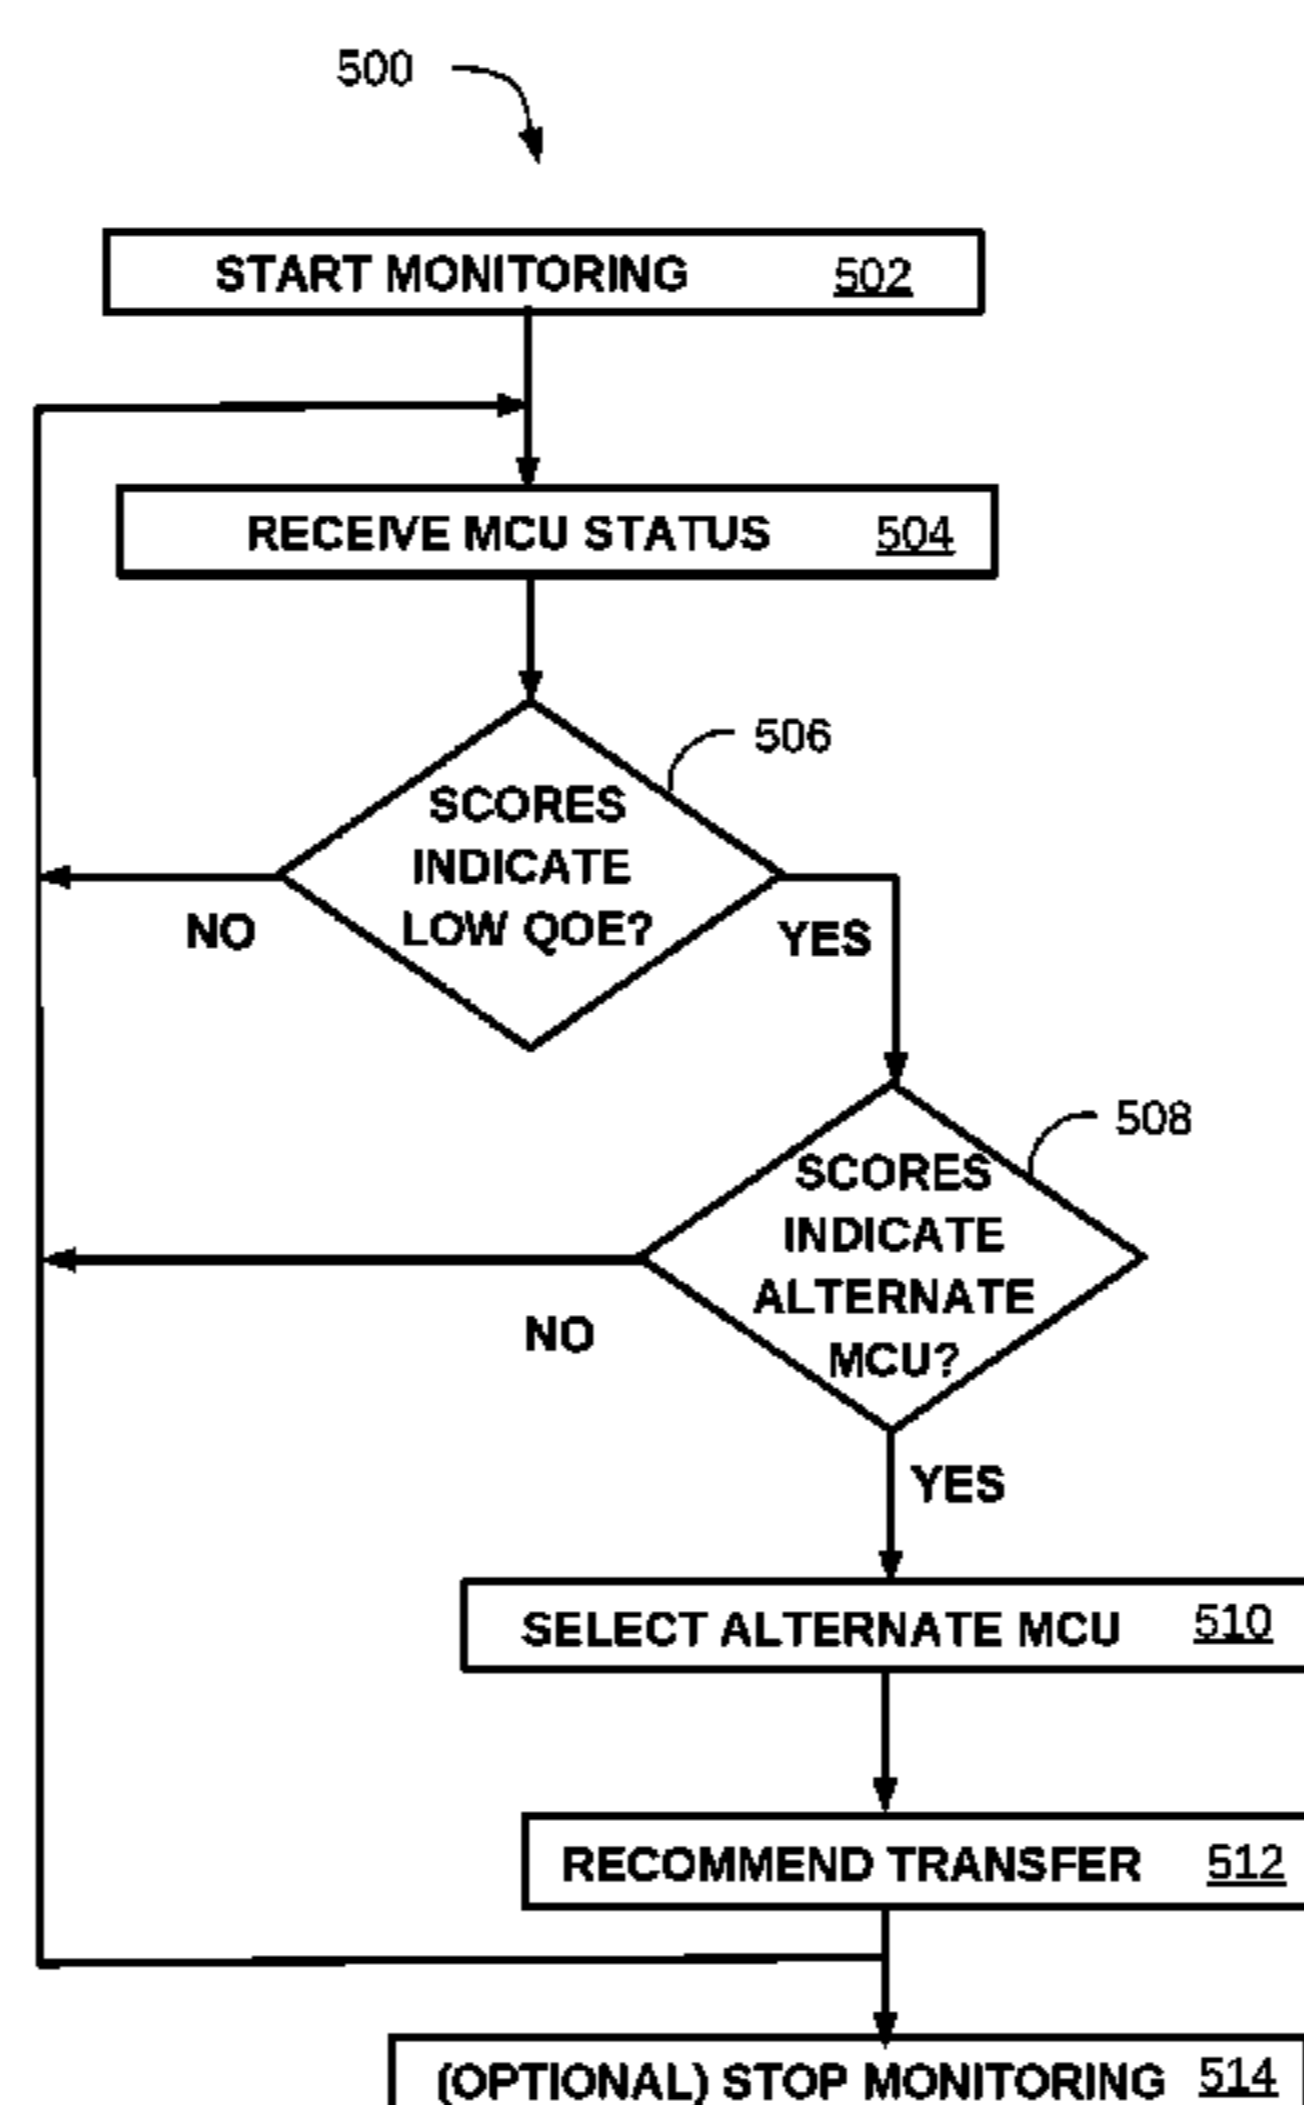 500
START MONITORING 502
RECEIVE MCU STATUS 504
506
SCORES
INDICATE
LOW QOE?
NO
YES
508
SCORES
INDICATE
ALTERNATE
MCU?
NO
YES
SELECT ALTERNATE MCU 510
RECOMMEND TRANSFER 512
(OPTIONAL) STOP MONITORING 514